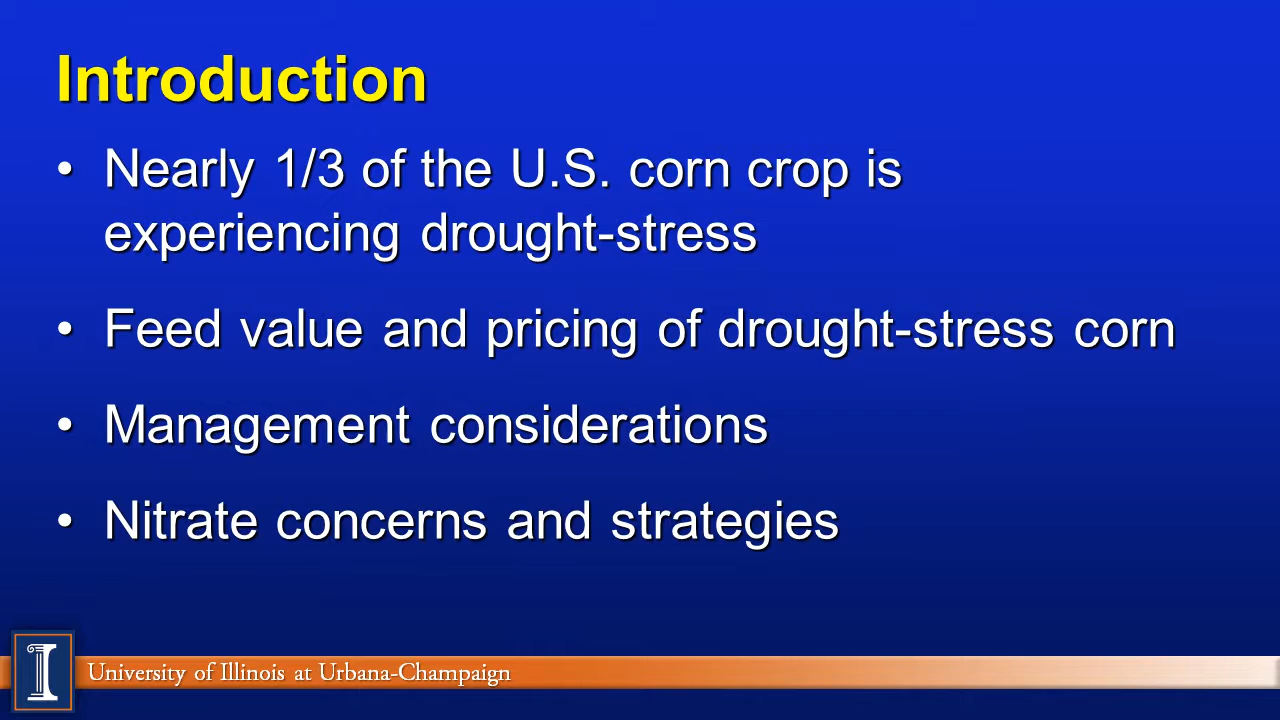 Introduction
• Nearly 1/3 of the U.S. corn crop is
experiencing drought-stress
• Feed value and pricing of drought-stress corn
• Management considerations
• Nitrate concerns and strategies
I
University of Illinois at Urbana-Champaign